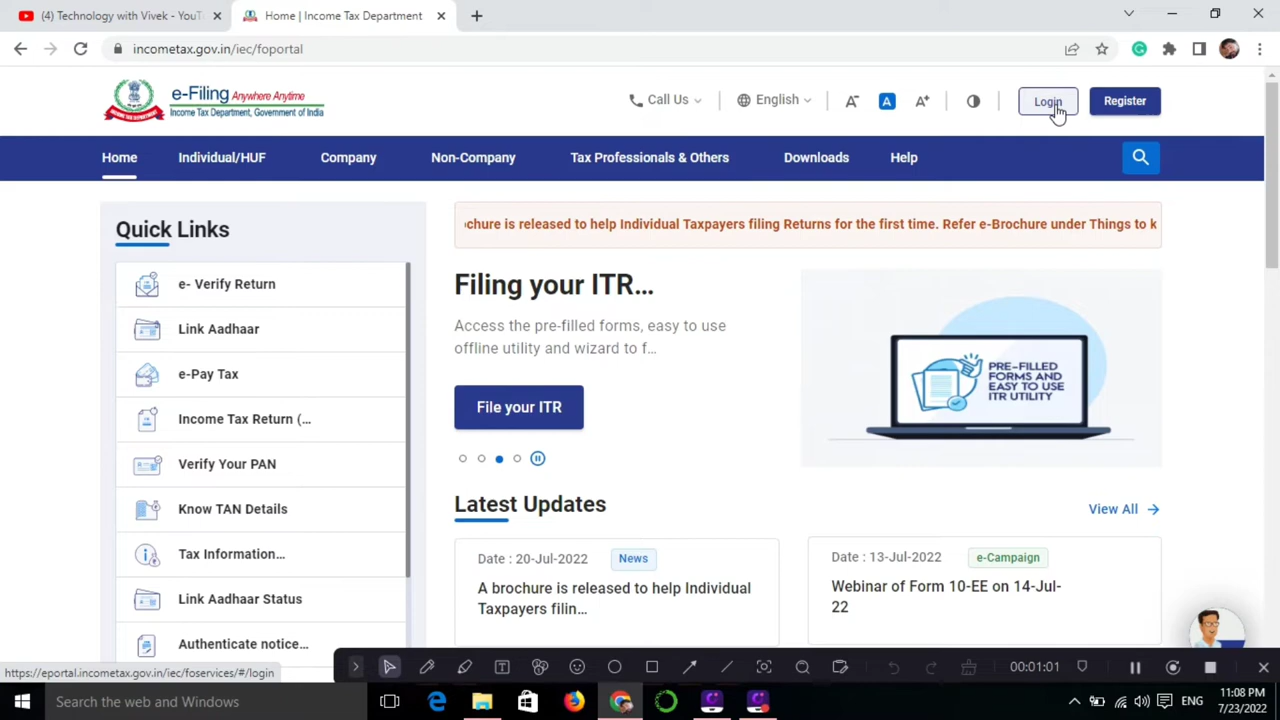 (4) Technology with Vivek - YouT
Home | Income Tax Department
incometax.gov.in/iec/foportal
e-Filing Anywhere Anytime
Income Tax Department, Government of India
Call Us
English
A-
A
A+
Login
Register
Home
Individual/HUF
Company
Non-Company
Tax Professionals & Others
Downloads
Help
Quick Links
e- Verify Return
Link Aadhaar
e-Pay Tax
Income Tax Return (...
Verify Your PAN
Know TAN Details
Tax Information...
Link Aadhaar Status
Authenticate notice...
ochure is released to help Individual Taxpayers filing Returns for the first time. Refer e-Brochure under Things to k
Filing your ITR...
Access the pre-filled forms, easy to use
offline utility and wizard to f...
File your ITR
PRE-FILLED
FORMS AND
EASY TO USE
ITR UTILITY
Latest Updates
View All
Date : 20-Jul-2022
News
A brochure is released to help Individual
Taxpayers filin...
Date : 13-Jul-2022
e-Campaign
Webinar of Form 10-EE on 14-Jul-
22
https://eportal.incometax.gov.in/iec/foservices/#/login
00:01:01
Search the web and Windows
ENG
11:08 PM
7/23/2022